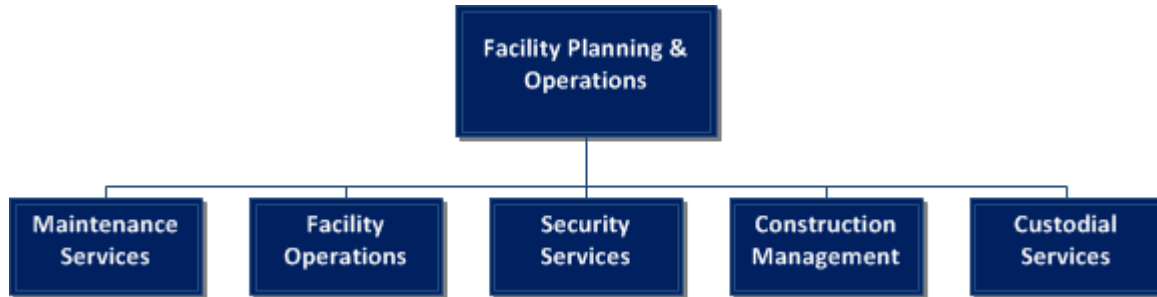 Facility Planning &
Operations
Maintenance
Services
Facility
Operations
Security
Services
Construction
Management
Custodial
Services